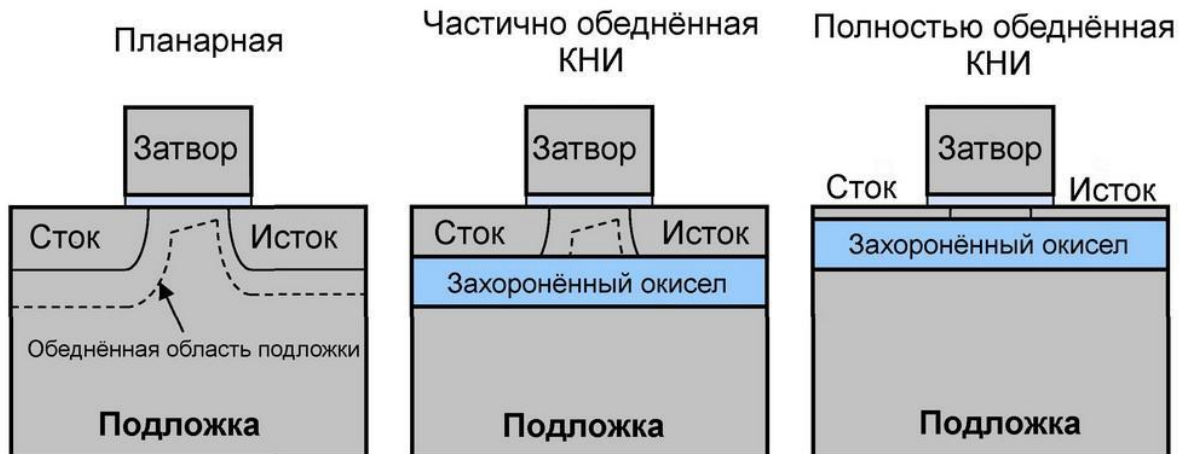 Планарная
Затвор
Сток
Исток
Обеднённая область подложки
Подложка
Частично обеднённая
КНИ
Затвор
Сток
Исток
Захоронённый окисел
Подложка
Полностью обеднённая
КНИ
Затвор
Сток
Исток
Захоронённый окисел
Подложка